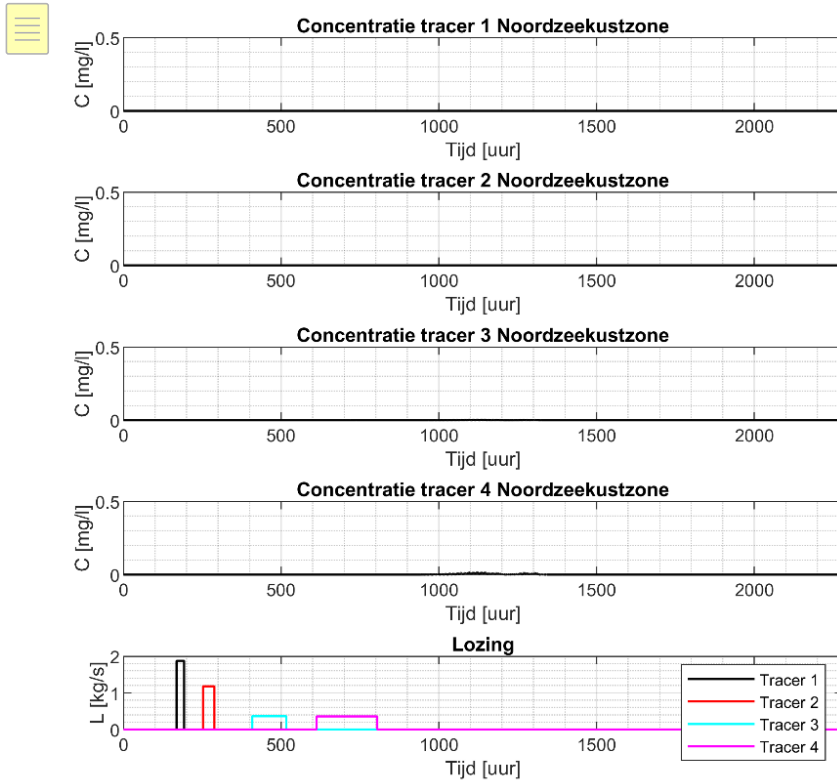 Concentratie tracer 1 Noordzeekustzone
0.5
C [mg/l]
0
0 500 1000 1500 2000
Tijd [uur]
Concentratie tracer 2 Noordzeekustzone
0.5
C [mg/l]
0
0 500 1000 1500 2000
Tijd [uur]
Concentratie tracer 3 Noordzeekustzone
0.5
C [mg/l]
0
0 500 1000 1500 2000
Tijd [uur]
Concentratie tracer 4 Noordzeekustzone
0.5
C [mg/l]
0
0 500 1000 1500 2000
Tijd [uur]
Lozing
2
L [kg/s]
1
0
Tracer 1
Tracer 2
Tracer 3
Tracer 4
0 500 1000 1500 2000
Tijd [uur]